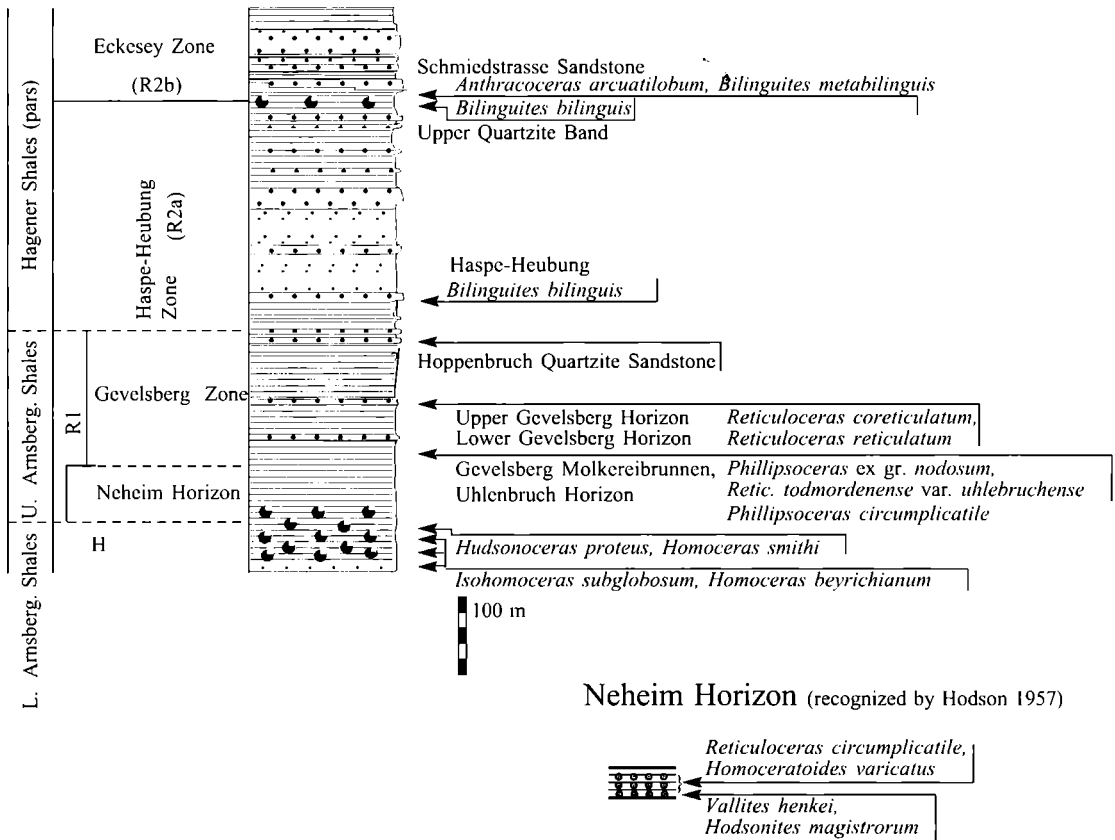 Hagener Shales (pars)
U. Arnsberg. Shales
L. Arnsberg. Shales
Eckesey Zone
(R2b)
Haspe-Heubung
Zone (R2a)
R1
Gevelsberg Zone
Neheim Horizon
H
Schmiedstrasse Sandstone
Anthracoceras arcuatilobum, Bilinguites metabilinguis
Bilinguites bilinguis
Upper Quartzite Band
Haspe-Heubung
Bilinguites bilinguis
Hoppenbruch Quartzite Sandstone
Upper Gevelsberg Horizon Reticuloceras coreticulatum,
Lower Gevelsberg Horizon Reticuloceras reticulatum
Gevelsberg Molkereibrunnen, Phillipsoceras ex gr. nodosum,
Uhlenbruch Horizon Retic. todmordenense var. uhlebruchense
Phillipsoceras circumplicatile
Hudsonoceras proteus, Homoceras smithi
Isohomoceras subglobosum, Homoceras beyrichianum
100 m
Neheim Horizon (recognized by Hodson 1957)
Reticuloceras circumplicatile,
Homoceratoides varicatus
Vallites henkei,
Hodsonites magistrorum